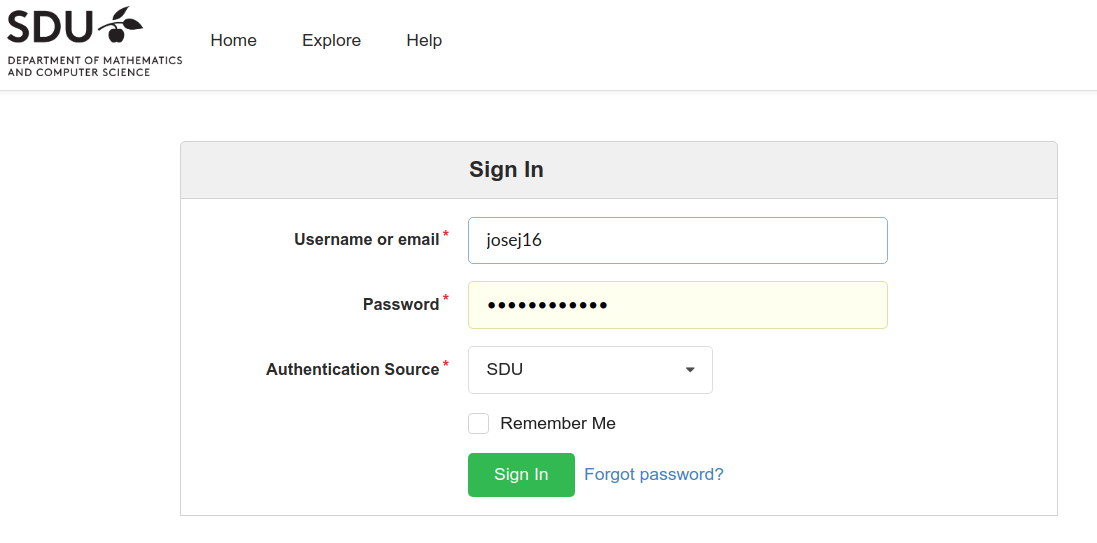 SDU
DEPARTMENT OF MATHEMATICS
AND COMPUTER SCIENCE
Home Explore Help
Sign In
Username or email * josej16
Password * ●●●●●●●●●●●●
Authentication Source * SDU
Remember Me
Sign In Forgot password?